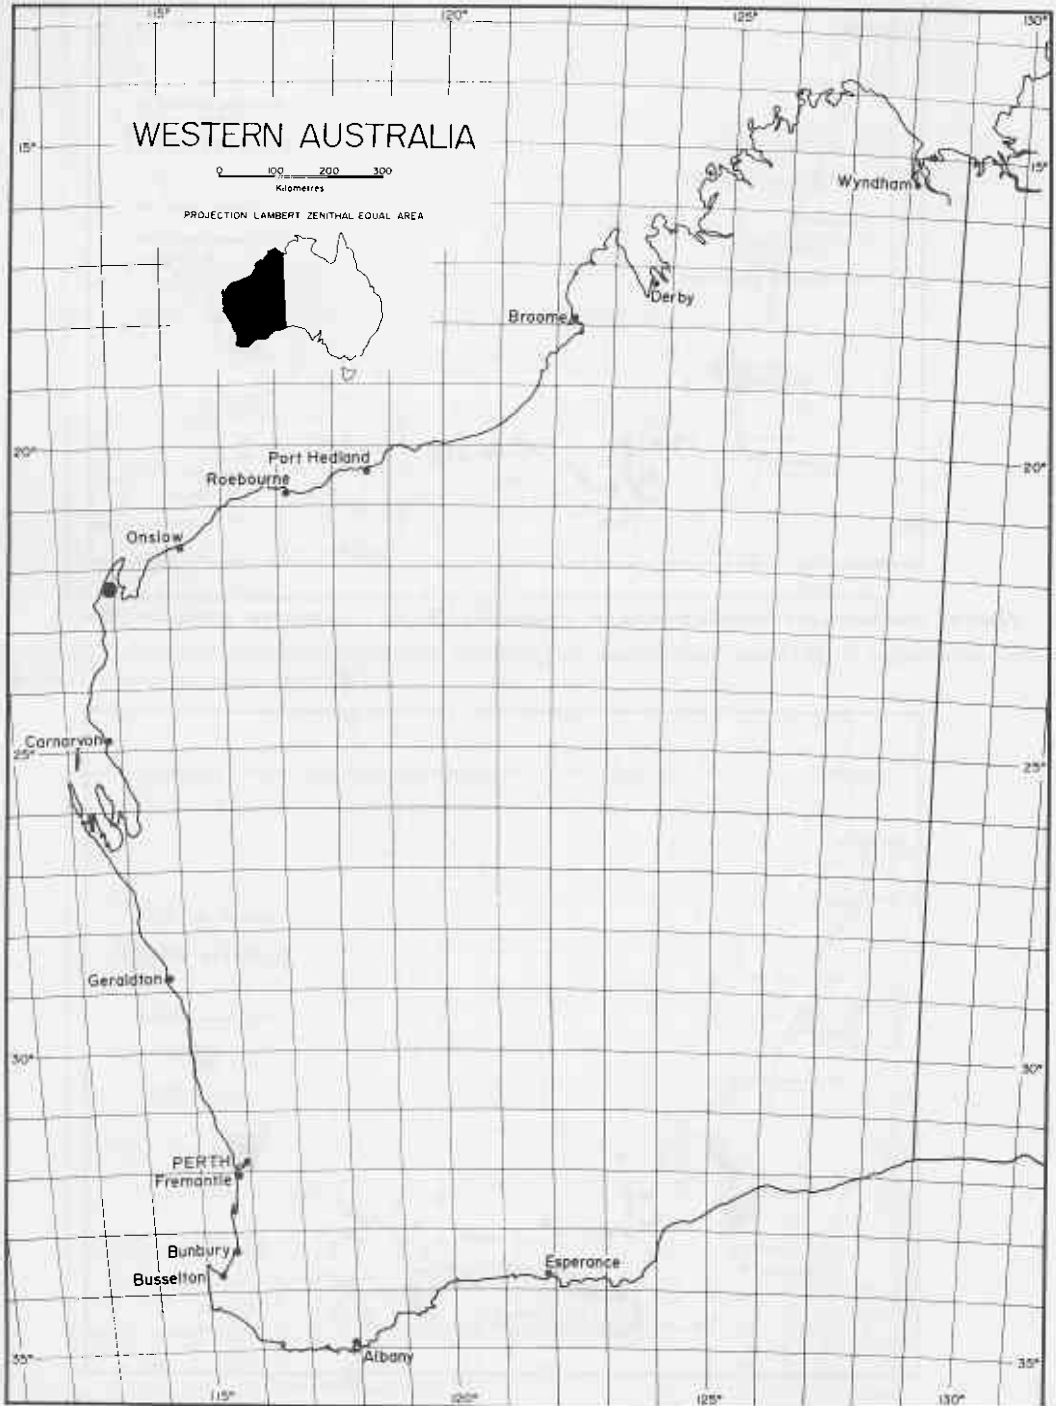 115° 120° 125° 130°
WESTERN AUSTRALIA
0 100 200 300
Kilometres
PROJECTION LAMBERT ZENITHAL EQUAL AREA
15° 15°
Wyndham
Derby
Broome
20° Port Hedland 20°
Roebourne
Onslow
Carnarvon
25° 25°
Geraldton
30° 30°
PERTH
Fremantle
Bunbury
Busselton
Esperance
Albany
35° 35°
115° 120° 125° 130°